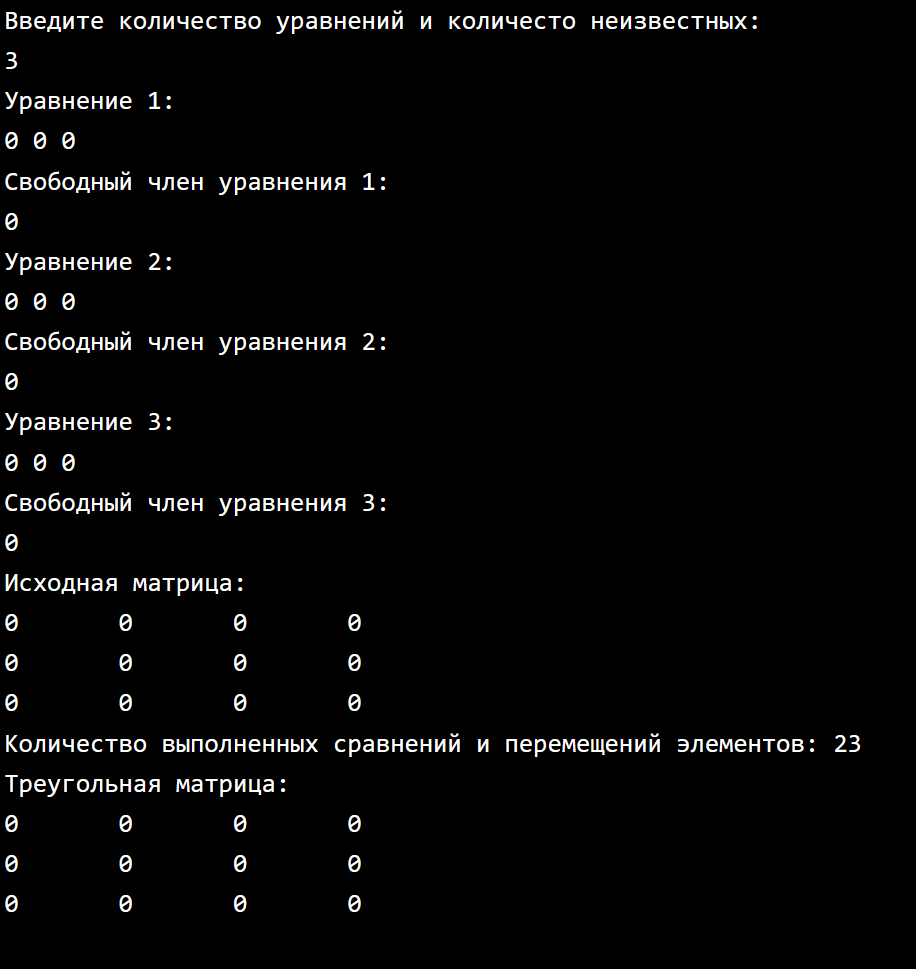 Введите количество уравнений и количесто неизвестных:
3
Уравнение 1:
0 0 0
Свободный член уравнения 1:
0
Уравнение 2:
0 0 0
Свободный член уравнения 2:
0
Уравнение 3:
0 0 0
Свободный член уравнения 3:
0
Исходная матрица:
0 0 0 0
0 0 0 0
0 0 0 0
Количество выполненных сравнений и перемещений элементов: 23
Треугольная матрица:
0 0 0 0
0 0 0 0
0 0 0 0